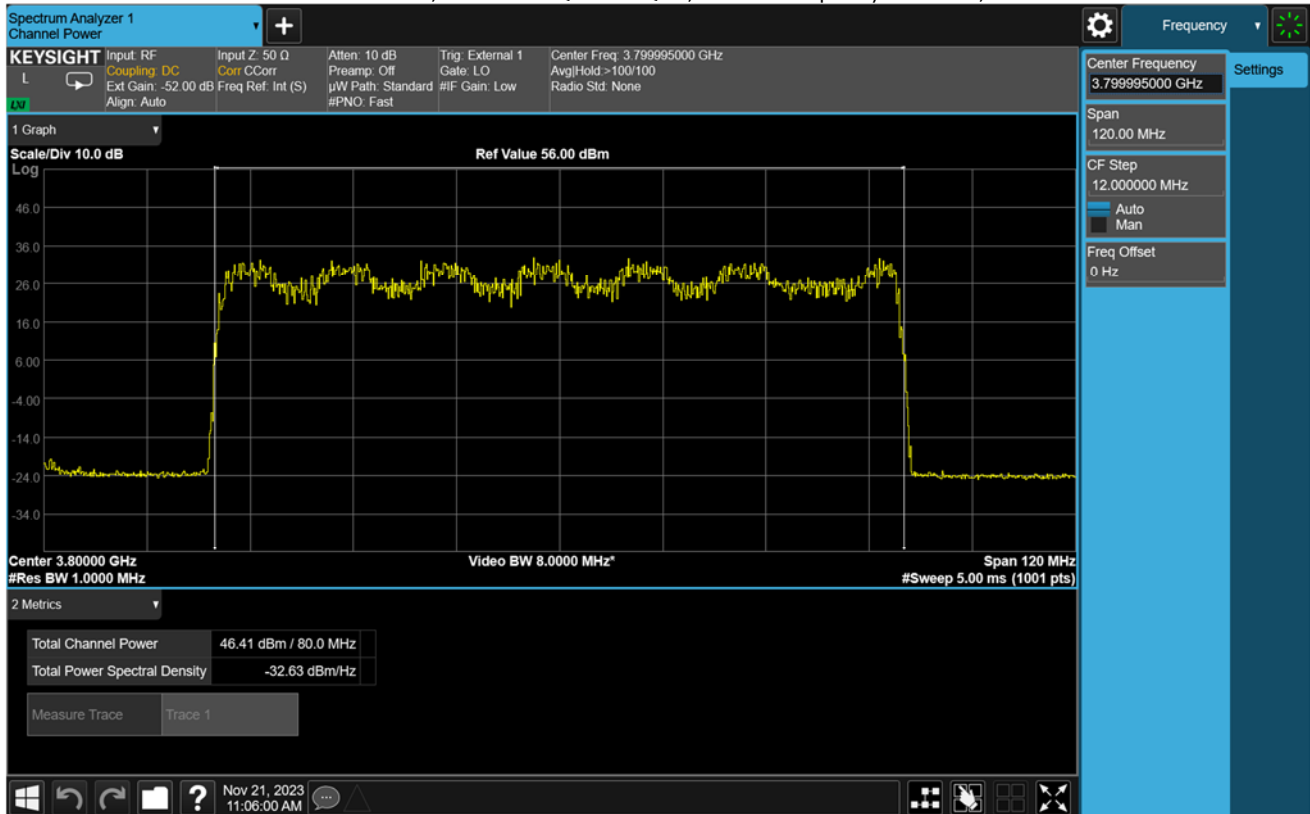 Spectrum Analyzer 1
Channel Power
+
Frequency
KEYSIGHT
L
LXI
Input: RF
Coupling: DC
Ext Gain: -52.00 dB
Align: Auto
Input Z: 50 Ω
Corr CCorr
Freq Ref: Int (S)
Atten: 10 dB
Preamp: Off
µW Path: Standard
#PNO: Fast
Trig: External 1
Gate: LO
#IF Gain: Low
Center Freq: 3.799995000 GHz
Avg|Hold:>100/100
Radio Std: None
Center Frequency
3.799995000 GHz
Settings
Span
120.00 MHz
CF Step
12.000000 MHz
Auto
Man
Freq Offset
0 Hz
1 Graph
Scale/Div 10.0 dB
Ref Value 56.00 dBm
Log
46.0
36.0
26.0
16.0
6.00
-4.00
-14.0
-24.0
-34.0
Center 3.80000 GHz
Video BW 8.0000 MHz*
Span 120 MHz
#Res BW 1.0000 MHz
#Sweep 5.00 ms (1001 pts)
2 Metrics
Total Channel Power 46.41 dBm / 80.0 MHz
Total Power Spectral Density -32.63 dBm/Hz
Measure Trace Trace 1
?
Nov 21, 2023
11:06:00 AM